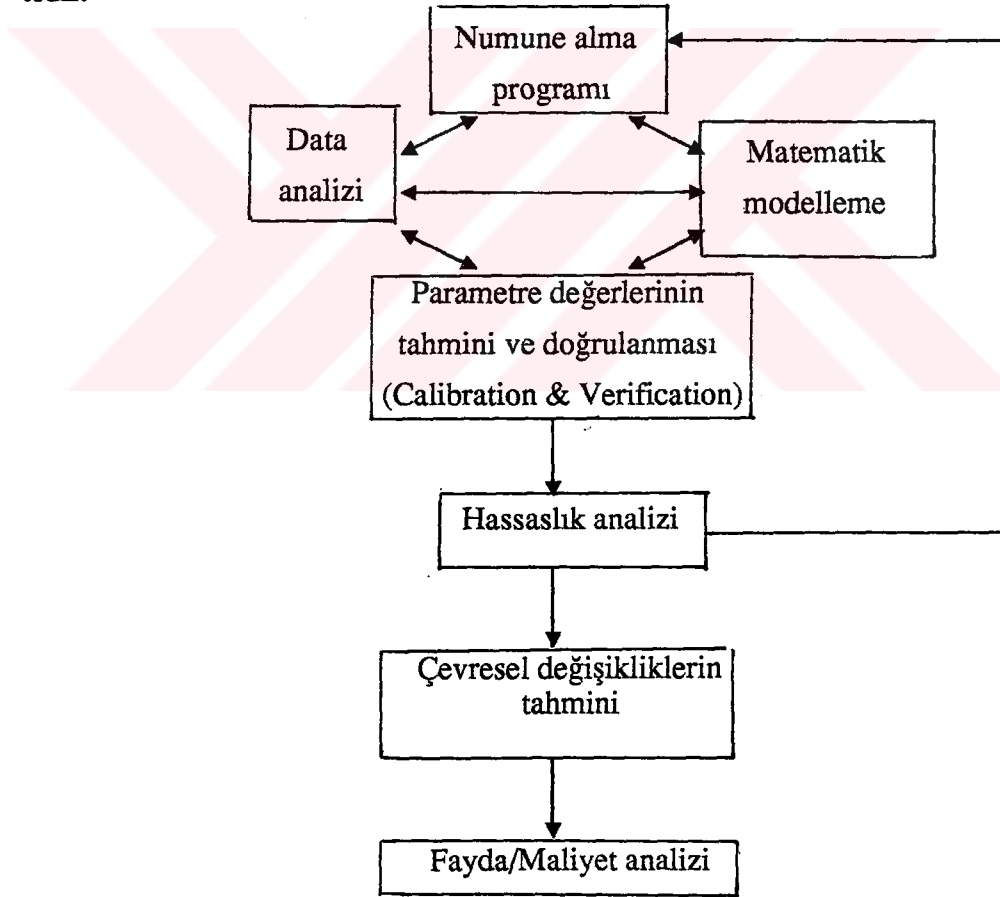 Numune alma
programı
Data
analizi
Matematik
modelleme
Parametre değerlerinin
tahmini ve doğrulanması
(Calibration & Verification)
Hassaslık analizi
Çevresel değişikliklerin
tahmini
Fayda/Maliyet analizi